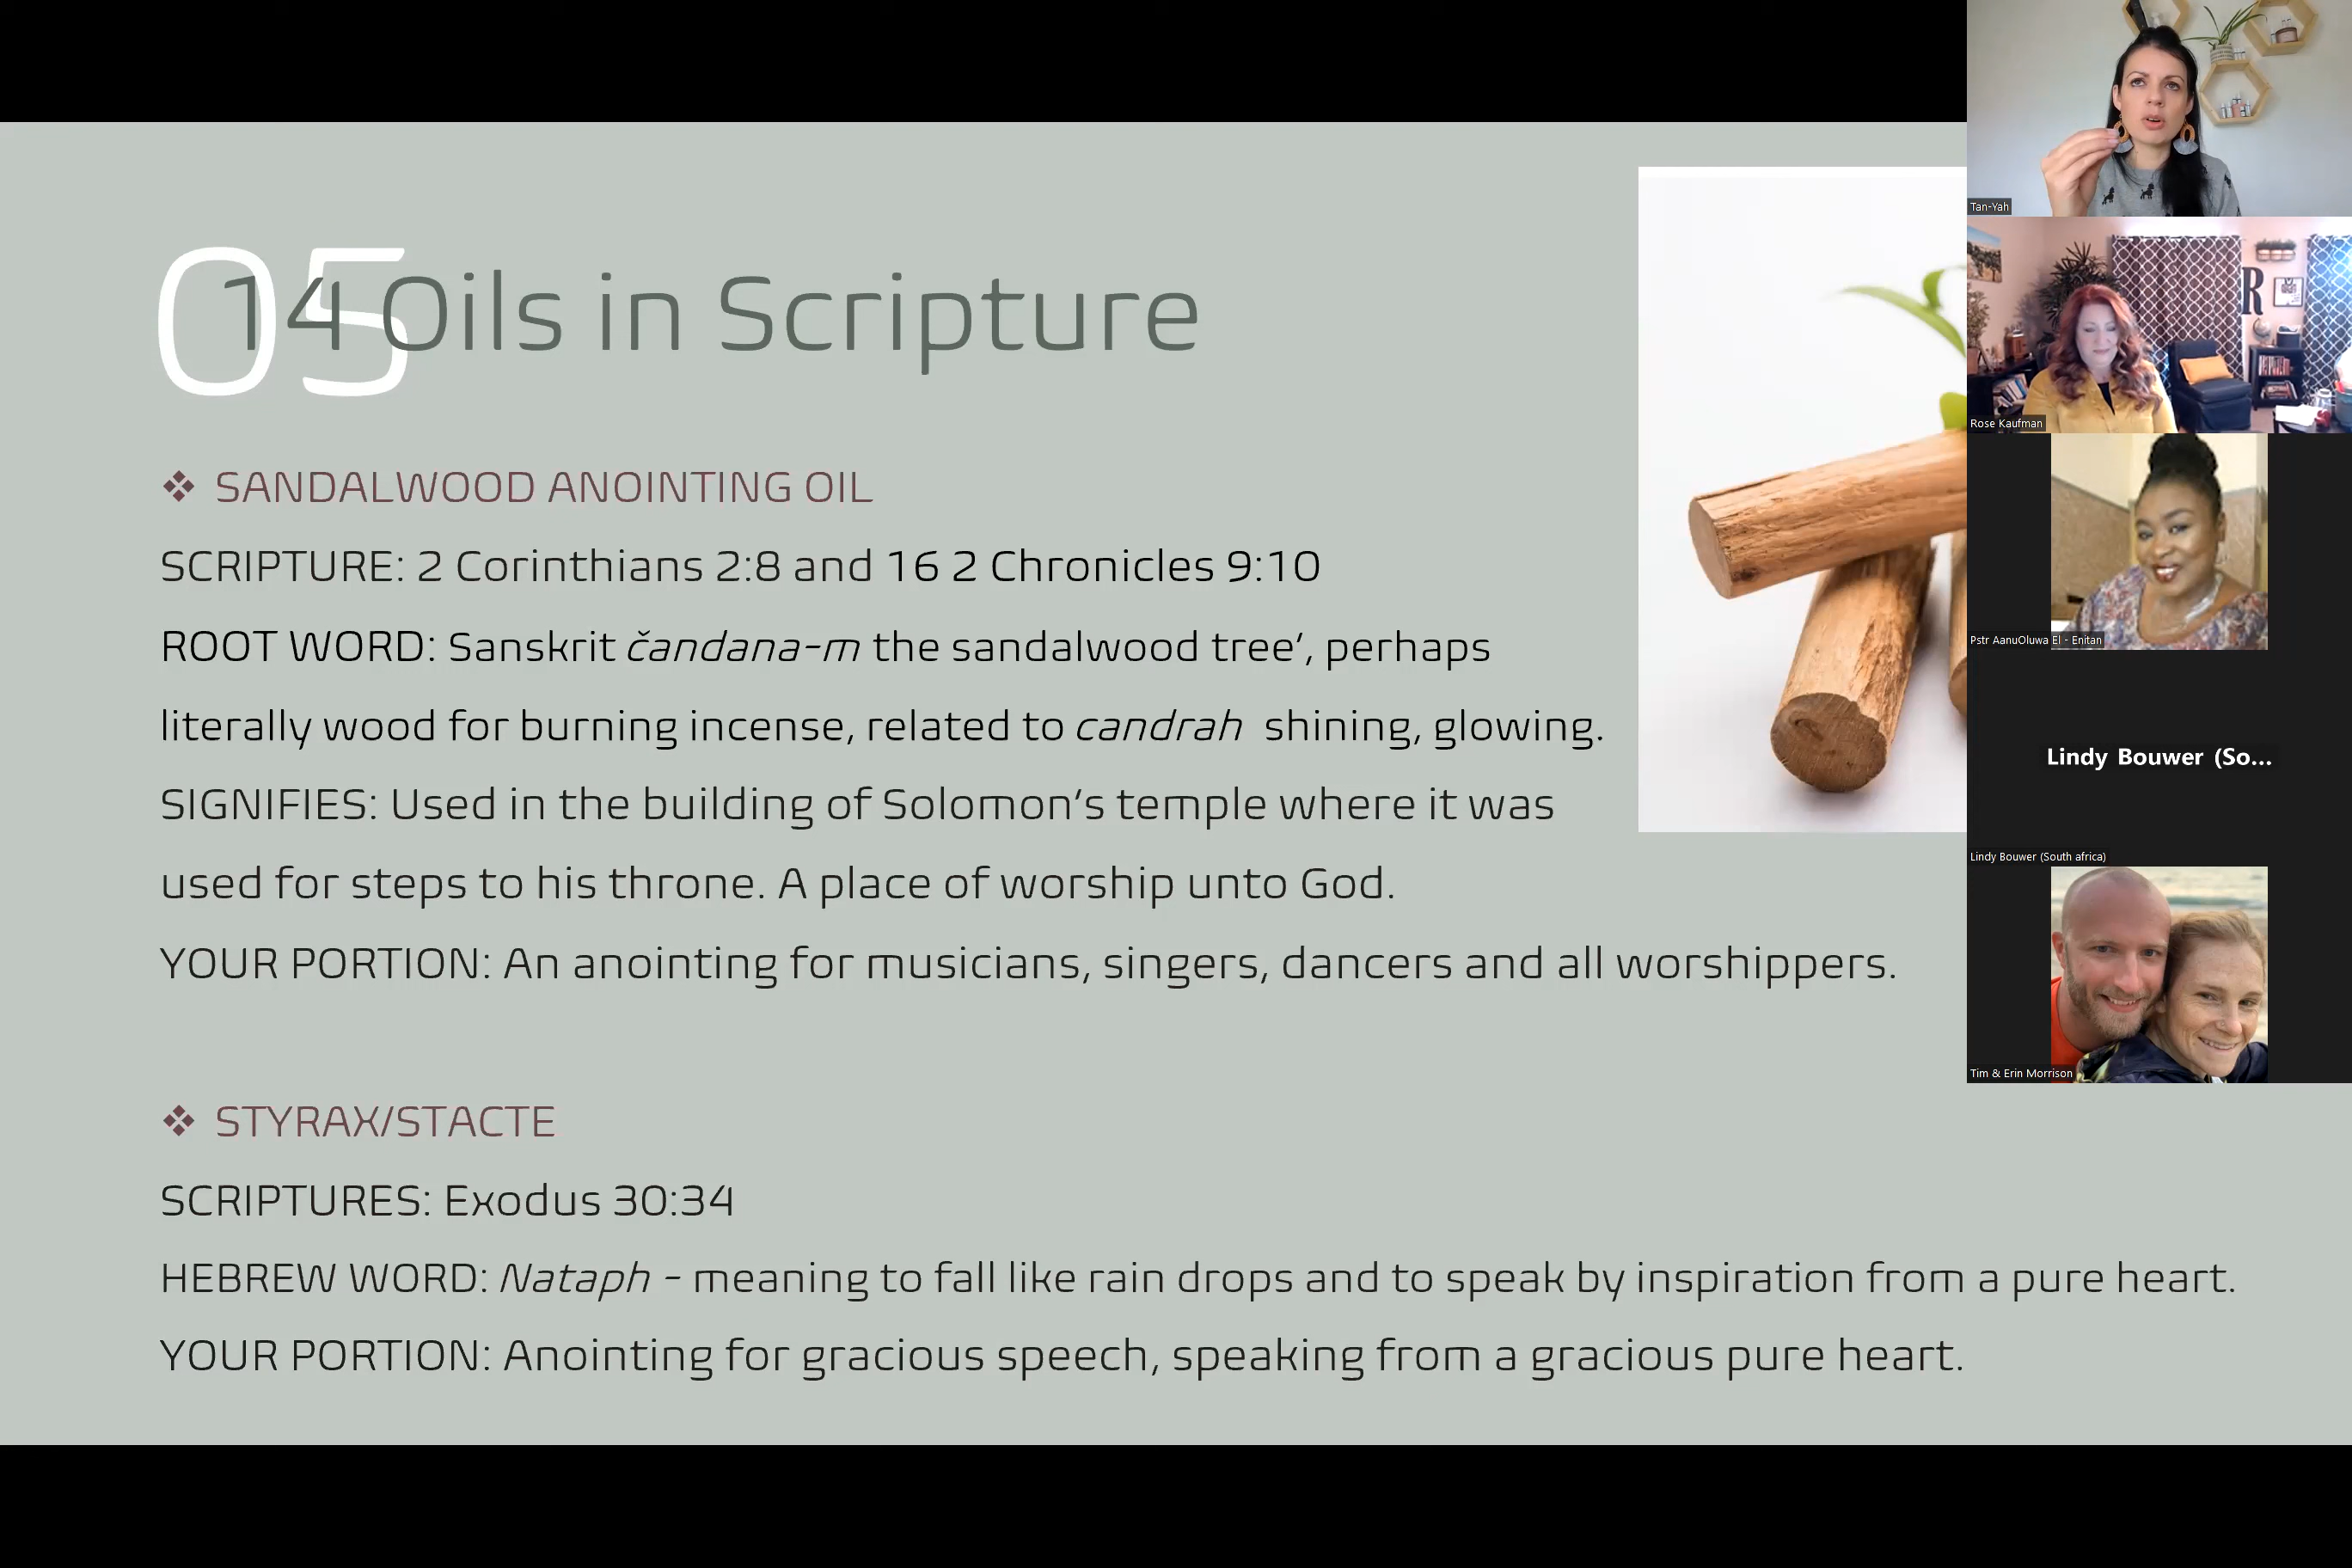 05
14 Oils in Scripture
❖ SANDALWOOD ANOINTING OIL
SCRIPTURE: 2 Corinthians 2:8 and 16 2 Chronicles 9:10
ROOT WORD: Sanskrit čandana-m the sandalwood tree’, perhaps
literally wood for burning incense, related to candrah shining, glowing.
SIGNIFIES: Used in the building of Solomon’s temple where it was
used for steps to his throne. A place of worship unto God.
YOUR PORTION: An anointing for musicians, singers, dancers and all worshippers.
❖ STYRAX/STACTE
SCRIPTURES: Exodus 30:34
HEBREW WORD: Nataph - meaning to fall like rain drops and to speak by inspiration from a pure heart.
YOUR PORTION: Anointing for gracious speech, speaking from a gracious pure heart.
Tan-Yah
R
Rose Kaufman
Pstr AanuOluwa El - Enitan
Lindy Bouwer (So...
Lindy Bouwer (South africa)
Tim & Erin Morrison